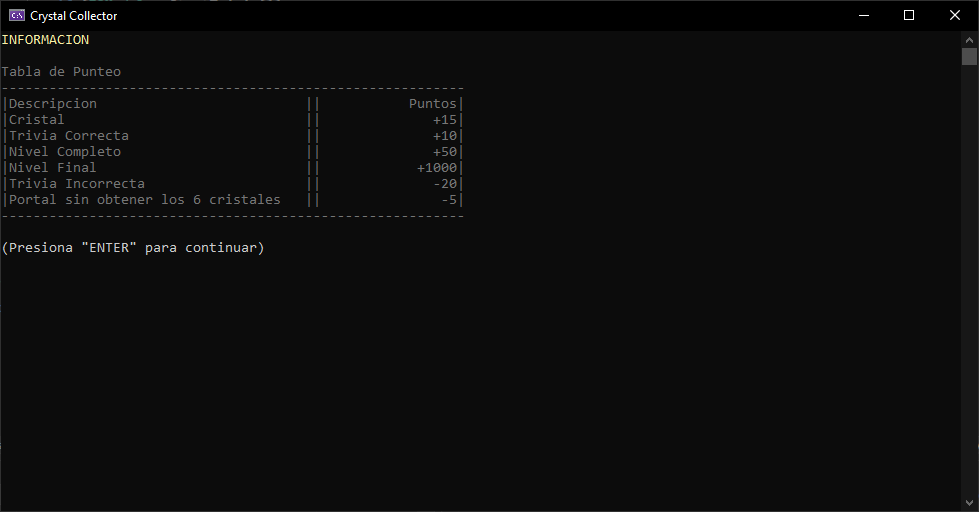 Crystal Collector
INFORMACION
Tabla de Punteo
----------------------------------------------------------
|Descripcion                          ||           Puntos|
|Cristal                              ||              +15|
|Trivia Correcta                      ||              +10|
|Nivel Completo                       ||              +50|
|Nivel Final                          ||            +1000|
|Trivia Incorrecta                    ||              -20|
|Portal sin obtener los 6 cristales   ||               -5|
----------------------------------------------------------
(Presiona "ENTER" para continuar)